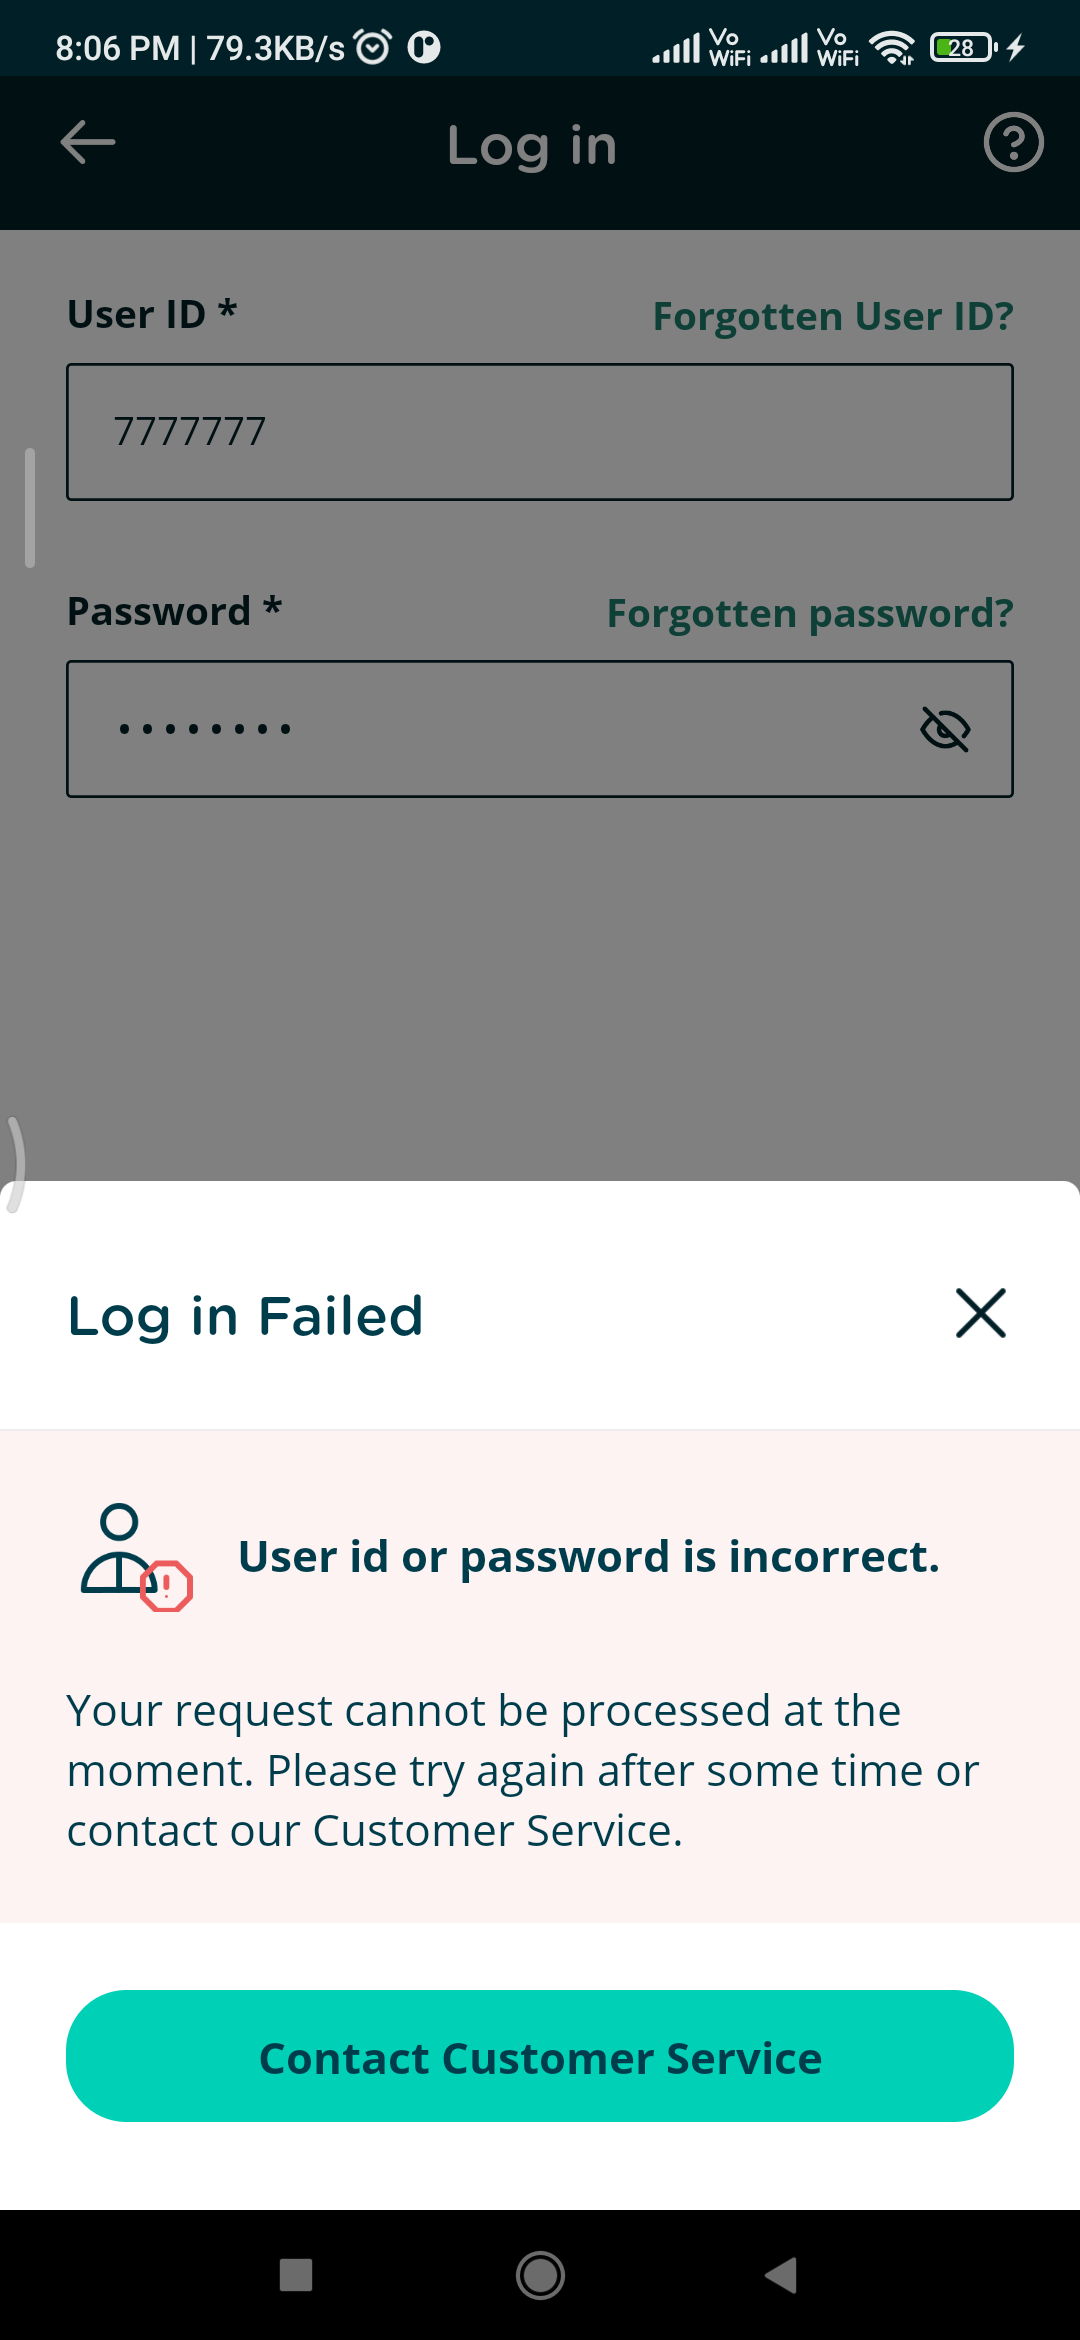 8:06 PM | 79.3KB/s Vo WiFi Vo WiFi 28
Log in
User ID * Forgotten User ID?
7777777
Password * Forgotten password?
••••••••
Log in Failed
User id or password is incorrect.
Your request cannot be processed at the
moment. Please try again after some time or
contact our Customer Service.
Contact Customer Service